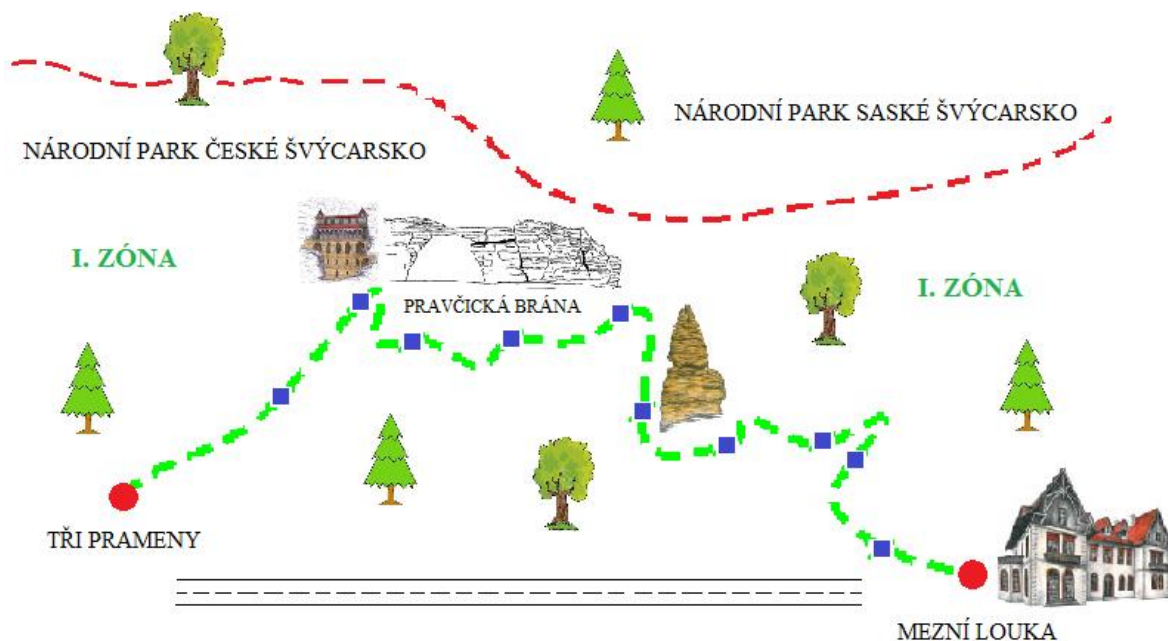 NÁRODNÍ PARK SASKÉ ŠVÝCARSKO
NÁRODNÍ PARK ČESKÉ ŠVÝCARSKO
I. ZÓNA
I. ZÓNA
PRAVČICKÁ BRÁNA
TŘI PRAMENY
MEZNÍ LOUKA